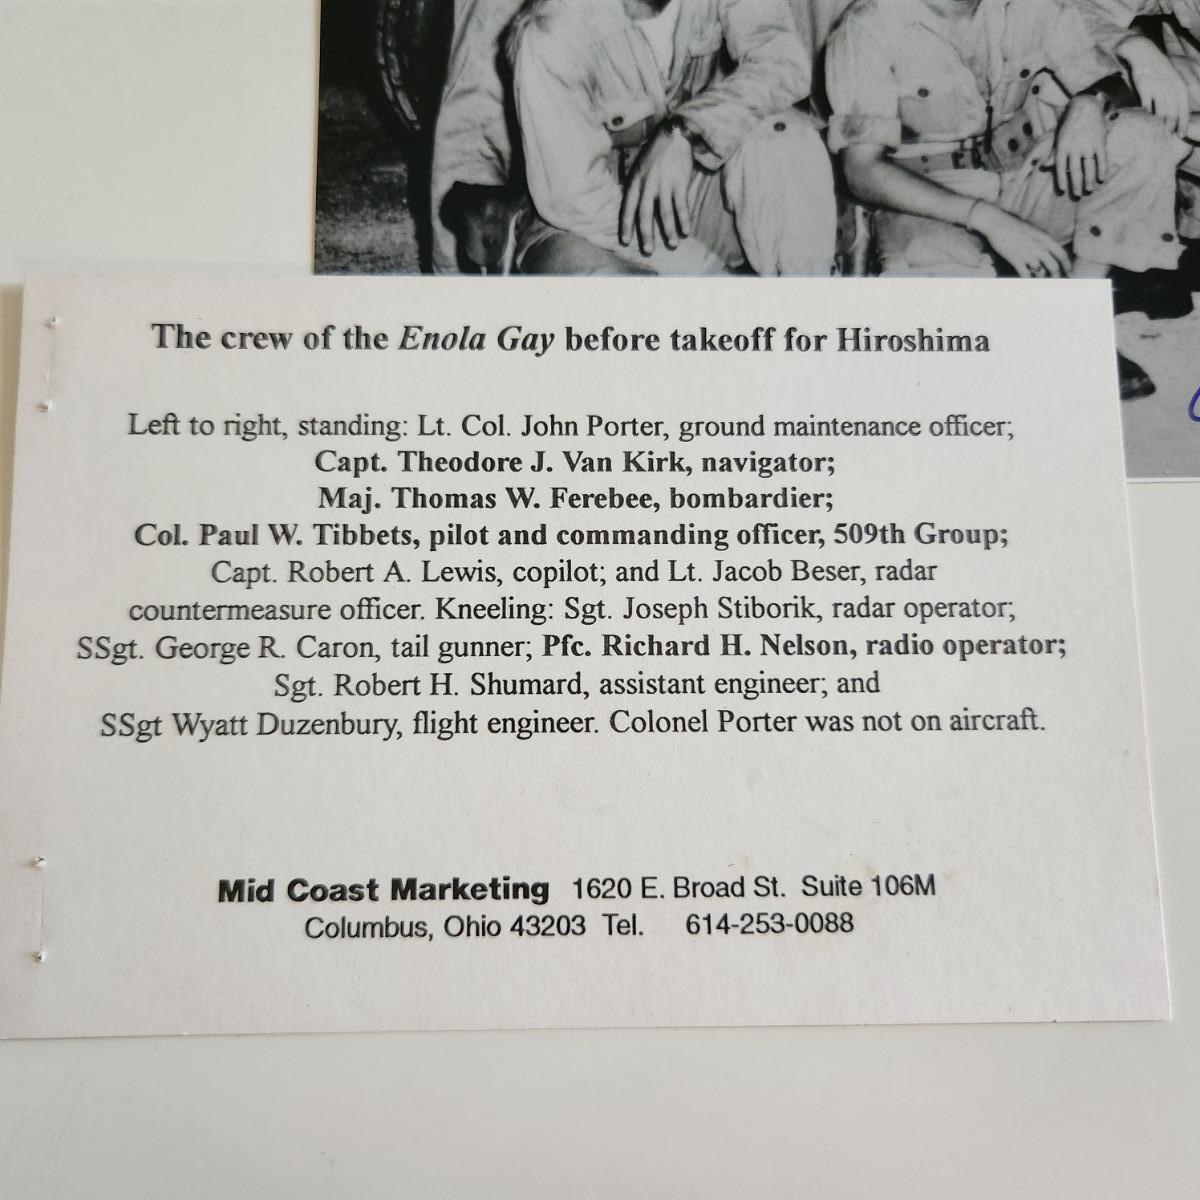 The crew of the Enola Gay before takeoff for Hiroshima
Left to right, standing: Lt. Col. John Porter, ground maintenance officer;
Capt. Theodore J. Van Kirk, navigator;
Maj. Thomas W. Ferebee, bombardier;
Col. Paul W. Tibbets, pilot and commanding officer, 509th Group;
Capt. Robert A. Lewis, copilot; and Lt. Jacob Beser, radar
countermeasure officer. Kneeling: Sgt. Joseph Stiborik, radar operator;
SSgt. George R. Caron, tail gunner; Pfc. Richard H. Nelson, radio operator;
Sgt. Robert H. Shumard, assistant engineer; and
SSgt Wyatt Duzenbury, flight engineer. Colonel Porter was not on aircraft.
Mid Coast Marketing 1620 E. Broad St. Suite 106M
Columbus, Ohio 43203 Tel. 614-253-0088